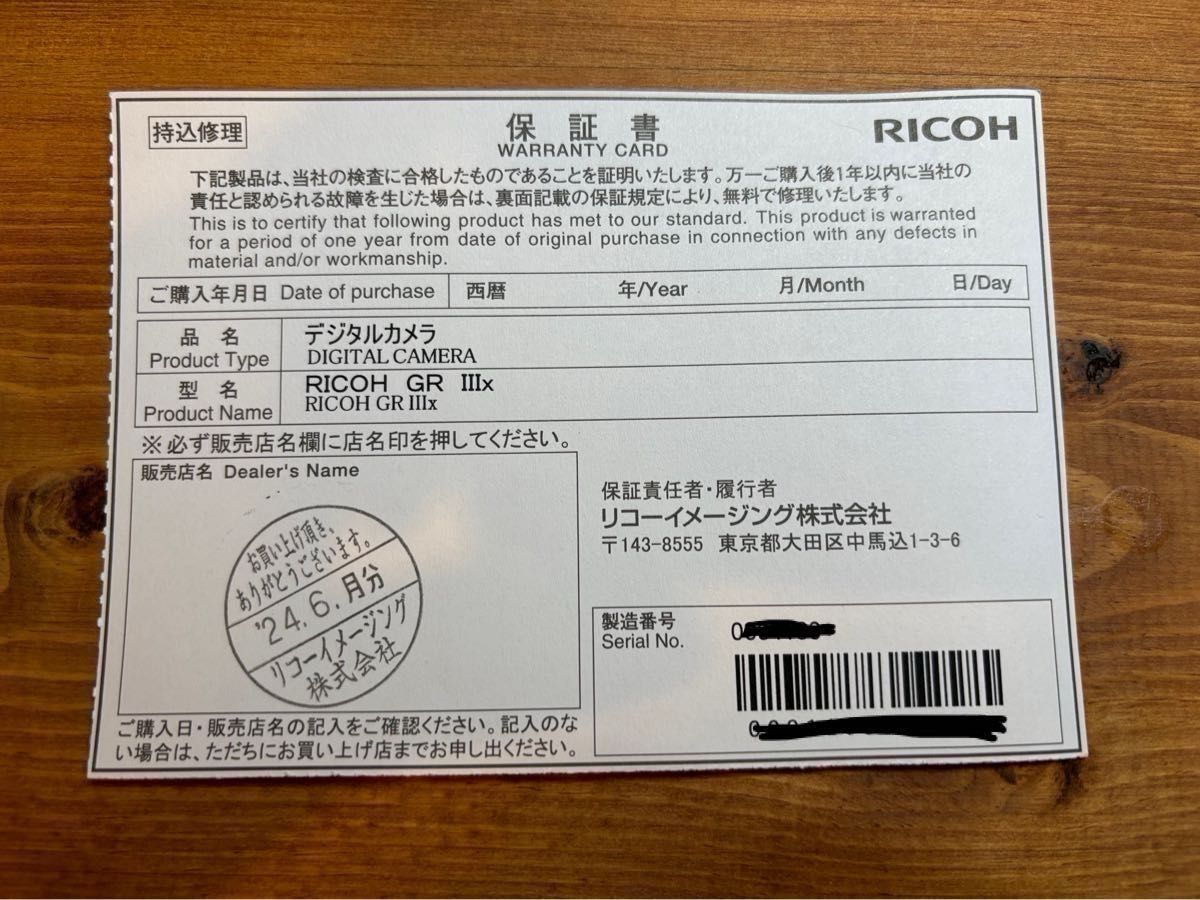 持込修理
保証書
WARRANTY CARD
RICOH
下記製品は、当社の検査に合格したものであることを証明いたします。万一ご購入後1年以内に当社の
責任と認められる故障を生じた場合は、裏面記載の保証規定により、無料で修理いたします。
This is to certify that following product has met to our standard. This product is warranted
for a period of one year from date of original purchase in connection with any defects in
material and/or workmanship.
ご購入年月日 Date of purchase 西暦 年/Year 月/Month 日/Day
品名 デジタルカメラ
Product Type DIGITAL CAMERA
型名 RICOH GR IIIx
Product Name RICOH GR IIIx
※必ず販売店名欄に店名印を押してください。
販売店名 Dealer's Name
お買い上げ頂き、
ありがとうございます。
'24.6.月分
リコーイメージング
株式会社
ご購入日・販売店名の記入をご確認ください。記入のな
い場合は、ただちにお買い上げ店までお申し出ください。
保証責任者・履行者
リコーイメージング株式会社
〒143-8555 東京都大田区中馬込1-3-6
製造番号
Serial No.